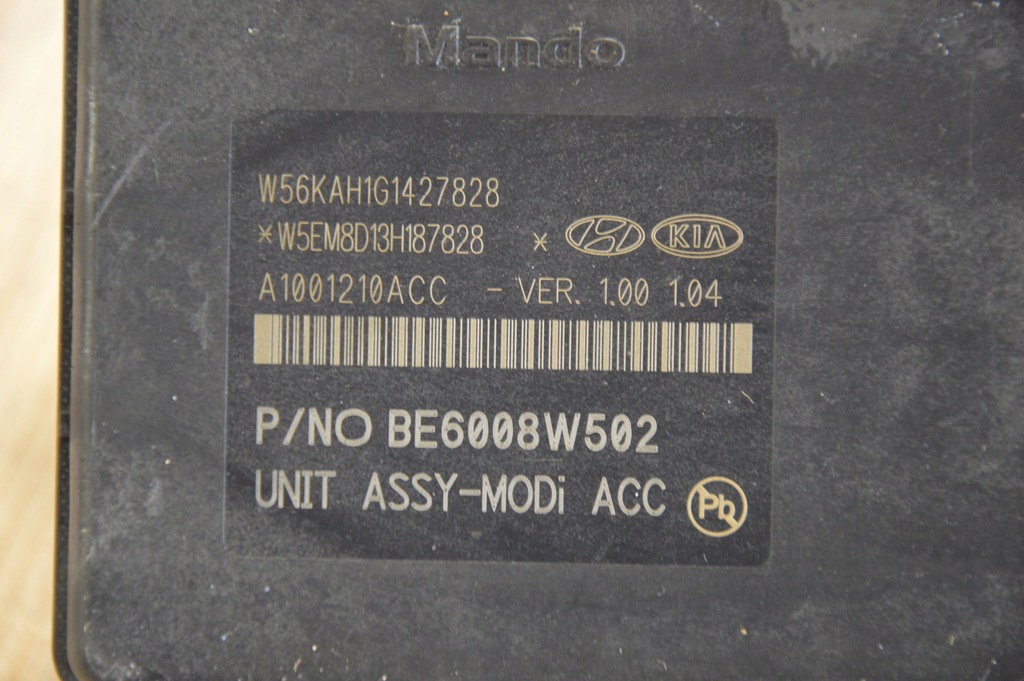 Mando
W56KAH1G1427828
*W5EM8D13H187828 * KIA
A1001210ACC - VER. 1.00 1.04
P/NO BE6008W502
UNIT ASSY-MODi ACC Pb